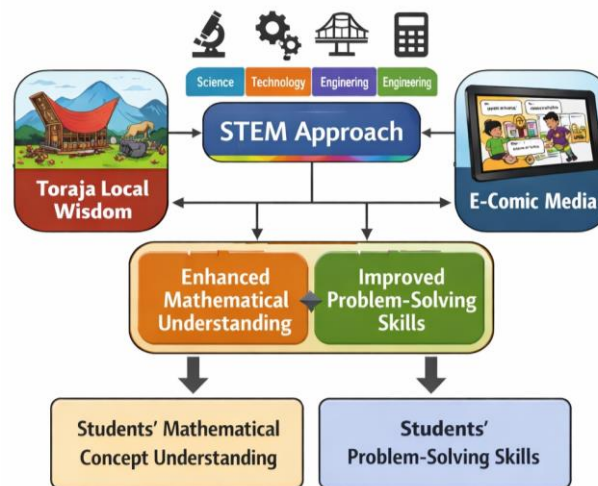 Science Technology Enginering Engineering
STEM Approach
Toraja Local
Wisdom
E-Comic Media
Enhanced
Mathematical
Understanding
Improved
Problem-Solving
Skills
Students' Mathematical
Concept Understanding
Students'
Problem-Solving Skills